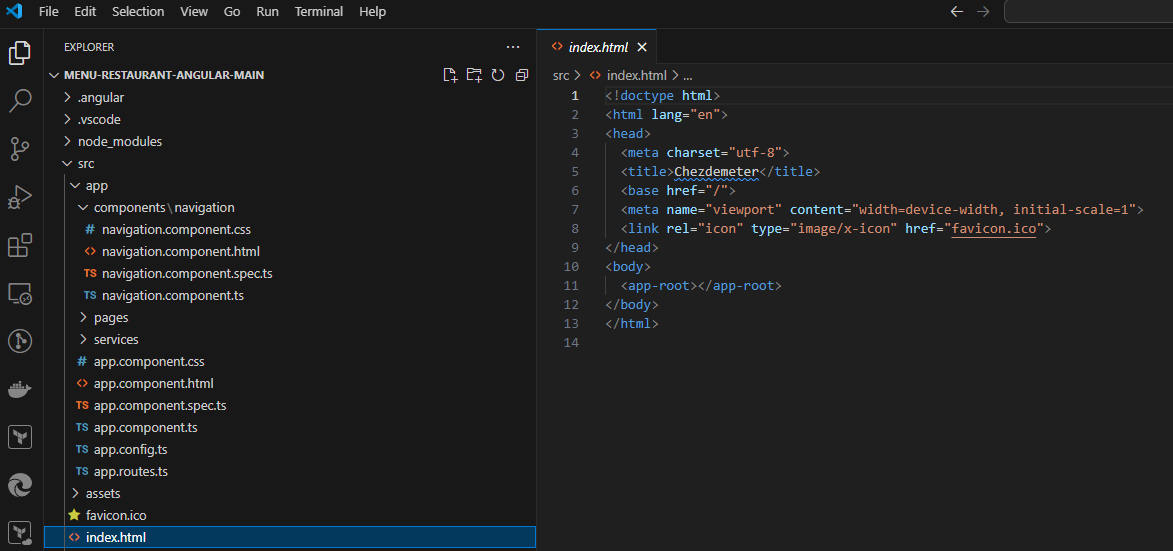 File Edit Selection View Go Run Terminal Help
EXPLORER
MENU-RESTAURANT-ANGULAR-MAIN
.angular
.vscode
node_modules
src
app
components\navigation
# navigation.component.css
<> navigation.component.html
TS navigation.component.spec.ts
TS navigation.component.ts
pages
services
# app.component.css
<> app.component.html
TS app.component.spec.ts
TS app.component.ts
TS app.config.ts
TS app.routes.ts
assets
favicon.ico
<> index.html
<> index.html
src > <> index.html > ...
1 <!doctype html>
2 <html lang="en">
3 <head>
4 <meta charset="utf-8">
5 <title>Chezdemeter</title>
6 <base href="/">
7 <meta name="viewport" content="width=device-width, initial-scale=1">
8 <link rel="icon" type="image/x-icon" href="favicon.ico">
9 </head>
10 <body>
11 <app-root></app-root>
12 </body>
13 </html>
14